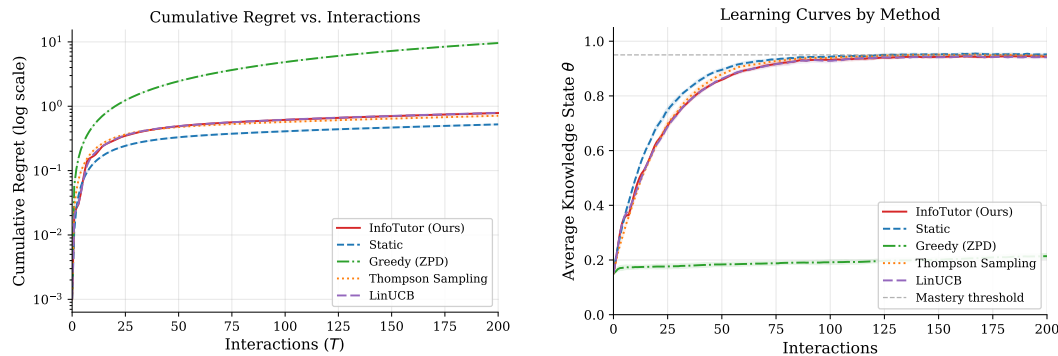 Cumulative Regret vs. Interactions
Cumulative Regret (log scale)
10¹
10⁰
10⁻¹
10⁻²
10⁻³
0 25 50 75 100 125 150 175 200
Interactions (T)
InfoTutor (Ours)
Static
Greedy (ZPD)
Thompson Sampling
LinUCB
Learning Curves by Method
Average Knowledge State θ
1.0
0.8
0.6
0.4
0.2
0.0
0 25 50 75 100 125 150 175 200
Interactions
InfoTutor (Ours)
Static
Greedy (ZPD)
Thompson Sampling
LinUCB
Mastery threshold